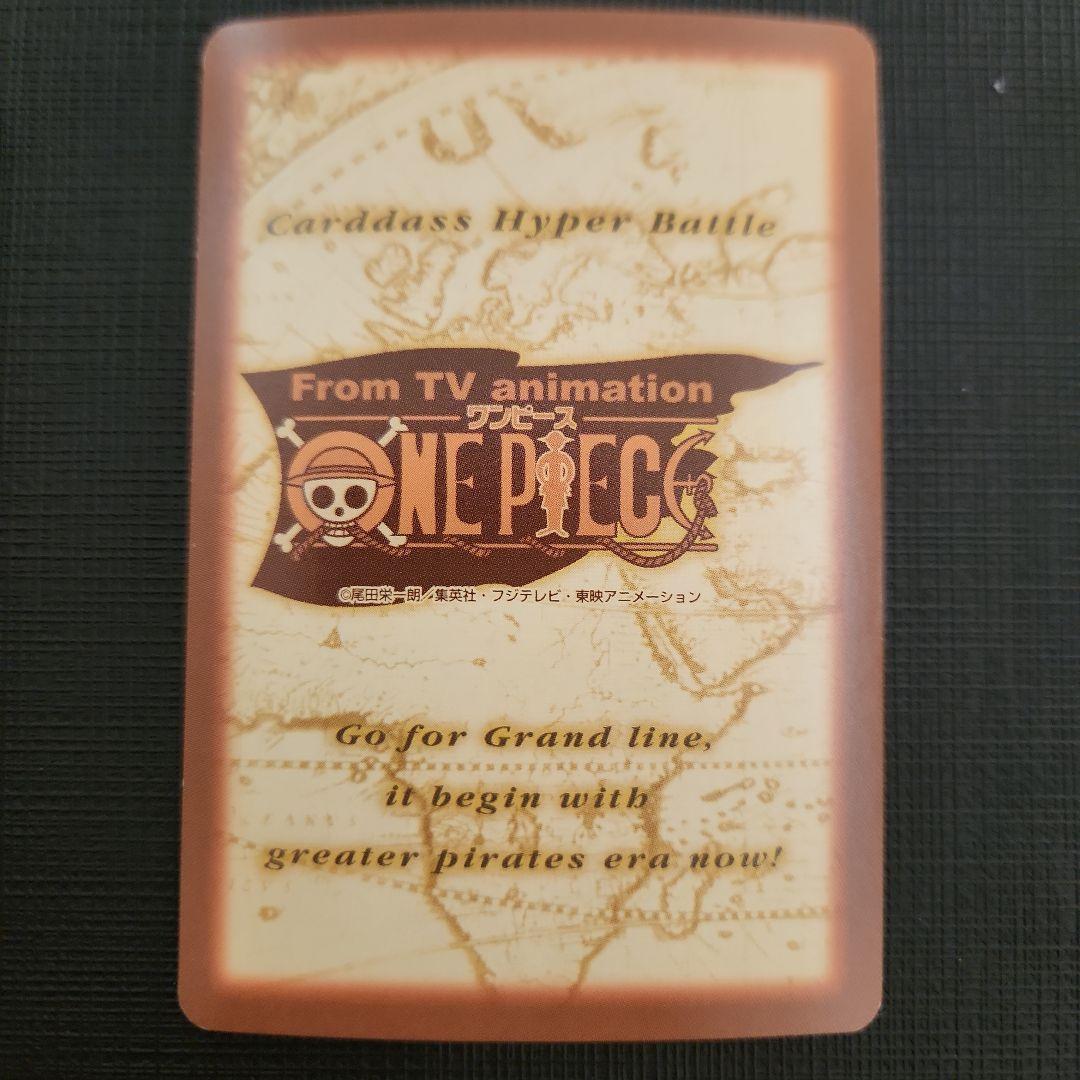 Carddass Hyper Battle
From TV animation
ワンピース
ONE PIECE
©尾田栄一朗／集英社・フジテレビ・東映アニメーション
Go for Grand line,
it begin with
greater pirates era now!